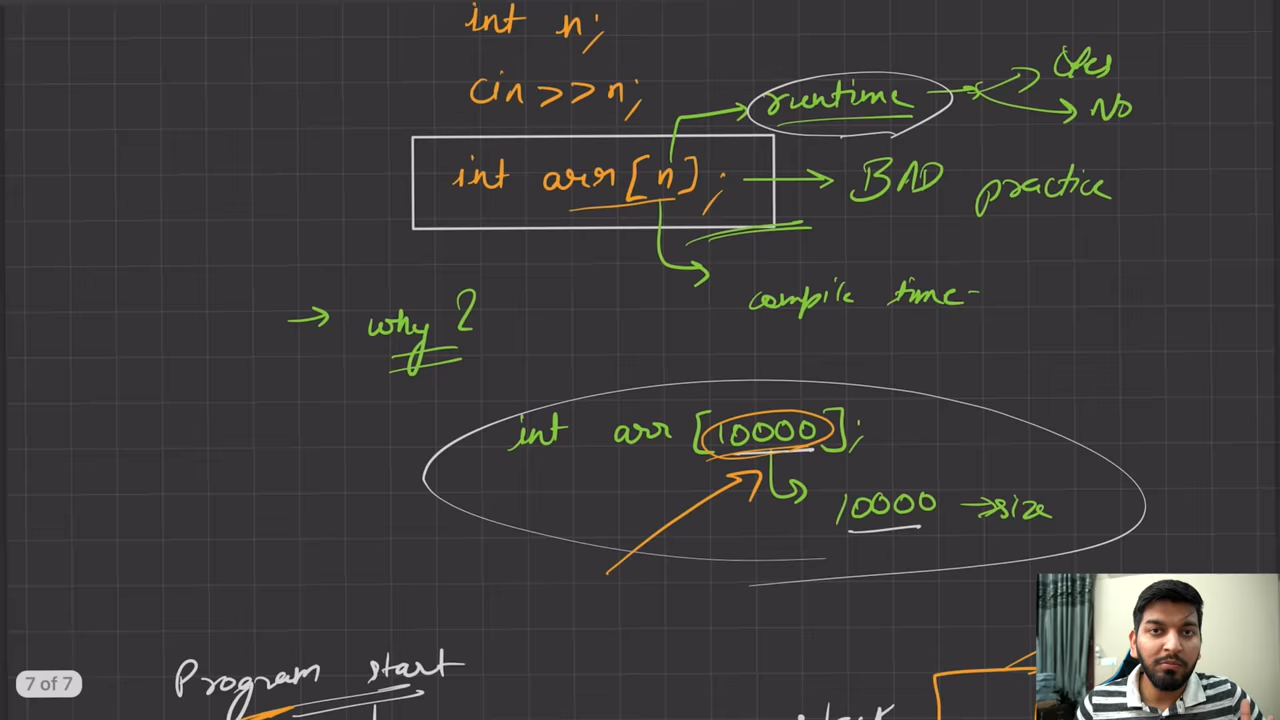 int n;
cin >> n;
runtime → Yes
→ No
int arr[n]; → BAD practice
compile time-
→ why ?
int arr [10000];
10000 → size
Program start
7 of 7